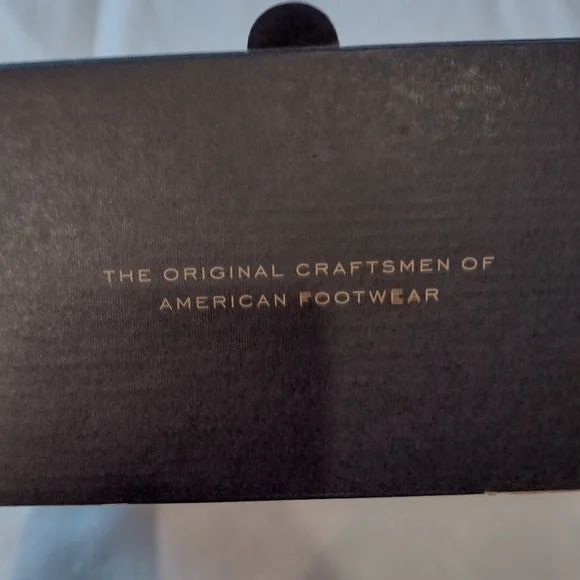 THE ORIGINAL CRAFTSMEN OF
AMERICAN FOOTWEAR